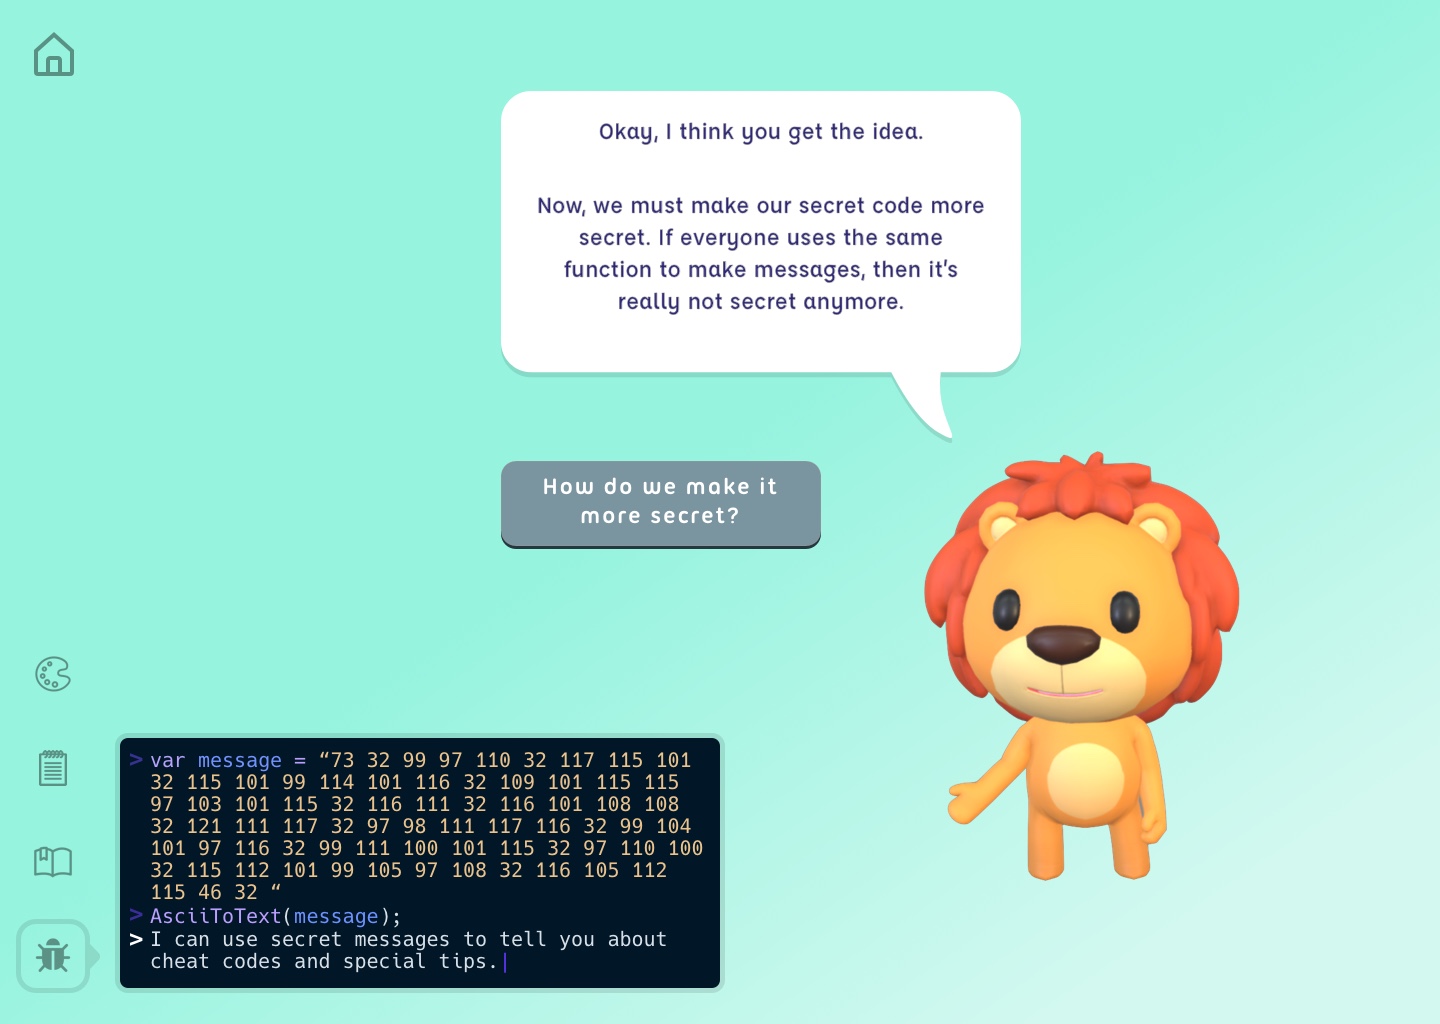 Okay, I think you get the idea.
Now, we must make our secret code more
secret. If everyone uses the same
function to make messages, then it's
really not secret anymore.
How do we make it
more secret?
> var message = “73 32 99 97 110 32 117 115 101
32 115 101 99 114 101 116 32 109 101 115 115
97 103 101 115 32 116 111 32 116 101 108 108
32 121 111 117 32 97 98 111 117 116 32 99 104
101 97 116 32 99 111 100 101 115 32 97 110 100
32 115 112 101 99 105 97 108 32 116 105 112
115 46 32 “
> AsciiToText(message);
> I can use secret messages to tell you about
cheat codes and special tips.